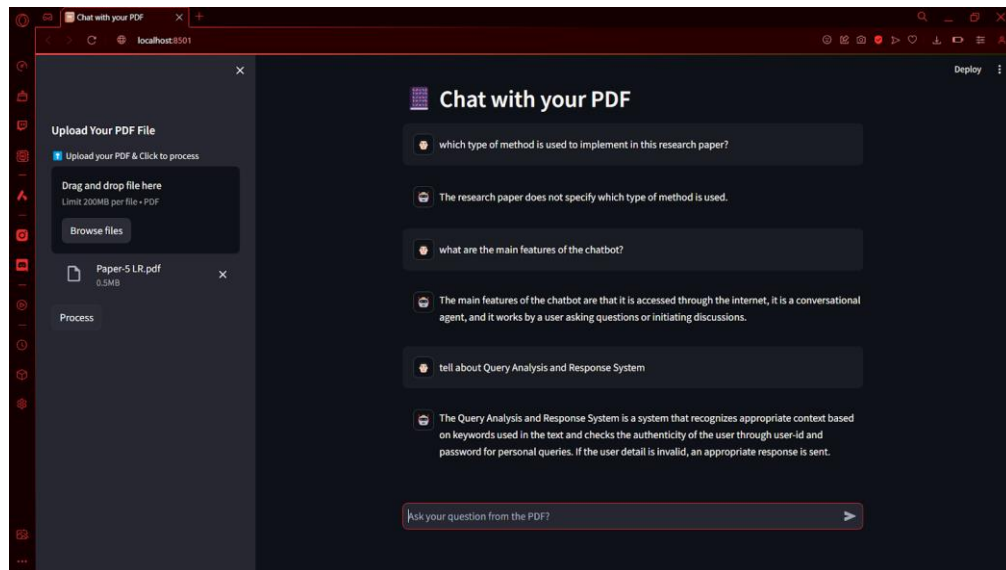 Chat with your PDF
localhost:8501
Deploy
Upload Your PDF File
Upload your PDF & Click to process
Drag and drop file here
Limit 200MB per file • PDF
Browse files
Paper-5 LR.pdf
0.5MB
Process
Chat with your PDF
which type of method is used to implement in this research paper?
The research paper does not specify which type of method is used.
what are the main features of the chatbot?
The main features of the chatbot are that it is accessed through the internet, it is a conversational
agent, and it works by a user asking questions or initiating discussions.
tell about Query Analysis and Response System
The Query Analysis and Response System is a system that recognizes appropriate context based
on keywords used in the text and checks the authenticity of the user through user-id and
password for personal queries. If the user detail is invalid, an appropriate response is sent.
Ask your question from the PDF?